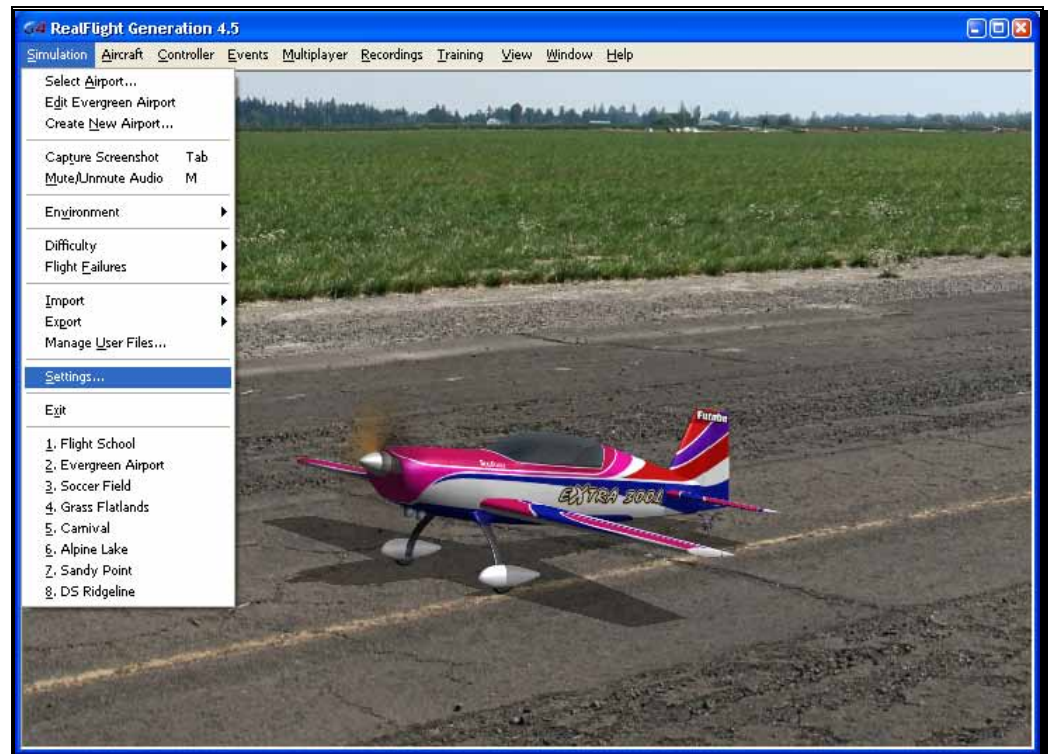 G4 RealFlight Generation 4.5
Simulation Aircraft Controller Events Multiplayer Recordings Training View Window Help
Select Airport...
Edit Evergreen Airport
Create New Airport...
Capture Screenshot Tab
Mute/Unmute Audio M
Environment
Difficulty
Flight Failures
Import
Export
Manage User Files...
Settings...
Exit
1. Flight School
2. Evergreen Airport
3. Soccer Field
4. Grass Flatlands
5. Carnival
6. Alpine Lake
7. Sandy Point
8. DS Ridgeline
Futaba
EXTRA 300L